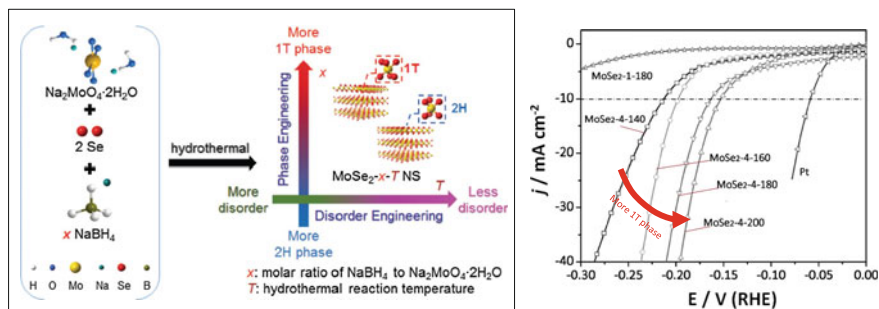 Na₂MoO₄·2H₂O
+
2 Se
+
x NaBH₄
H O Mo Na Se B
hydrothermal
More
1T phase
x
Phase Engineering
1T
2H
MoSe₂-x-T NS
T
More
disorder
Less
disorder
Disorder Engineering
More
2H phase
x: molar ratio of NaBH₄ to Na₂MoO₄·2H₂O
T: hydrothermal reaction temperature
j / mA cm⁻²
0
-10
-20
-30
-40
MoSe2-1-180
MoSe2-4-140
MoSe2-4-160
MoSe2-4-180
MoSe2-4-200
Pt
More 1T phase
-0.30 -0.25 -0.20 -0.15 -0.10 -0.05 0.00
E / V (RHE)